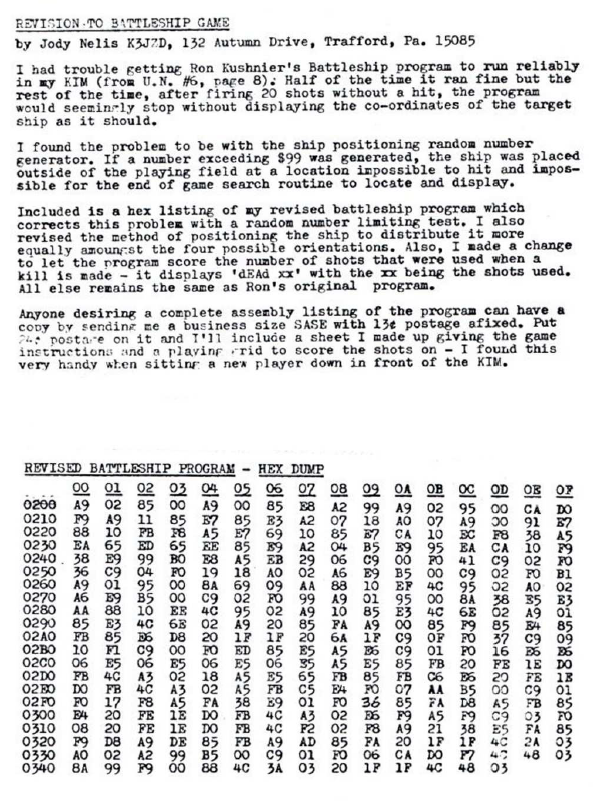 REVISION TO BATTLESHIP GAME
by Jody Nelis K3JZD, 132 Autumn Drive, Trafford, Pa. 15085
I had trouble getting Ron Kushnier's Battleship program to run reliably
in my KIM (from U.N. #6, page 8). Half of the time it ran fine but the
rest of the time, after firing 20 shots without a hit, the program
would seemingly stop without displaying the co-ordinates of the target
ship as it should.
I found the problem to be with the ship positioning random number
generator. If a number exceeding $99 was generated, the ship was placed
outside of the playing field at a location impossible to hit and impos-
sible for the end of game search routine to locate and display.
Included is a hex listing of my revised battleship program which
corrects this problem with a random number limiting test. I also
revised the method of positioning the ship to distribute it more
equally amoungst the four possible orientations. Also, I made a change
to let the program score the number of shots that were used when a
kill is made - it displays 'dEAd xx' with the xx being the shots used.
All else remains the same as Ron's original program.
Anyone desiring a complete assembly listing of the program can have a
copy by sending me a business size SASE with 13¢ postage afixed. Put
24¢ postage on it and I'll include a sheet I made up giving the game
instructions and a playing grid to score the shots on - I found this
very handy when sitting a new player down in front of the KIM.
REVISED BATTLESHIP PROGRAM - HEX DUMP
00 01 02 03 04 05 06 07 08 09 0A 0B 0C 0D 0E 0F
0200 A9 02 85 00 A9 00 85 E8 A2 99 A9 02 95 00 CA D0
0210 F9 A9 11 85 E7 85 E3 A2 07 18 A0 07 A9 00 91 E7
0220 88 10 FB F8 A5 E7 69 10 85 E7 CA 10 EC F8 38 A5
0230 EA 65 ED 65 EE 85 E9 A2 04 B5 E9 95 EA CA 10 F9
0240 38 E9 99 B0 E8 A5 EB 29 06 C9 00 F0 41 C9 02 F0
0250 36 C9 04 F0 19 18 A0 02 A6 E9 B5 00 C9 02 F0 B1
0260 A9 01 95 00 8A 69 09 AA 88 10 EF 4C 95 02 A0 02
0270 A6 E9 B5 00 C9 02 F0 99 A9 01 95 00 8A 38 E5 E3
0280 AA 88 10 EE 4C 95 02 A9 10 85 E3 4C 6E 02 A9 01
0290 85 E3 4C 6E 02 A9 20 85 FA A9 00 85 F9 85 E4 85
02A0 FB 85 E6 D8 20 1F 1F 20 6A 1F C9 0F F0 37 C9 09
02B0 10 F1 C9 00 F0 ED 85 E5 A5 E6 C9 01 F0 16 E6 E6
02C0 06 E5 06 E5 06 E5 06 E5 A5 E5 85 FB 20 FE 1E D0
02D0 FB 4C A3 02 18 A5 E5 65 FB 85 FB C6 E6 20 FE 1E
02E0 D0 FB 4C A3 02 A5 FB C5 E4 F0 07 AA B5 00 C9 01
02F0 F0 17 F8 A5 FA 38 E9 01 F0 36 85 FA D8 A5 FB 85
0300 E4 20 FE 1E D0 FB 4C A3 02 E6 F9 A5 F9 C9 03 F0
0310 08 20 FE 1E D0 FB 4C F2 02 F8 A9 21 38 E5 FA 85
0320 F9 D8 A9 DE 85 FB A9 AD 85 FA 20 1F 1F 4C 2A 03
0330 A0 02 A2 99 B5 00 C9 01 F0 06 CA D0 F7 4C 48 03
0340 8A 99 F9 00 88 4C 3A 03 20 1F 1F 4C 48 03